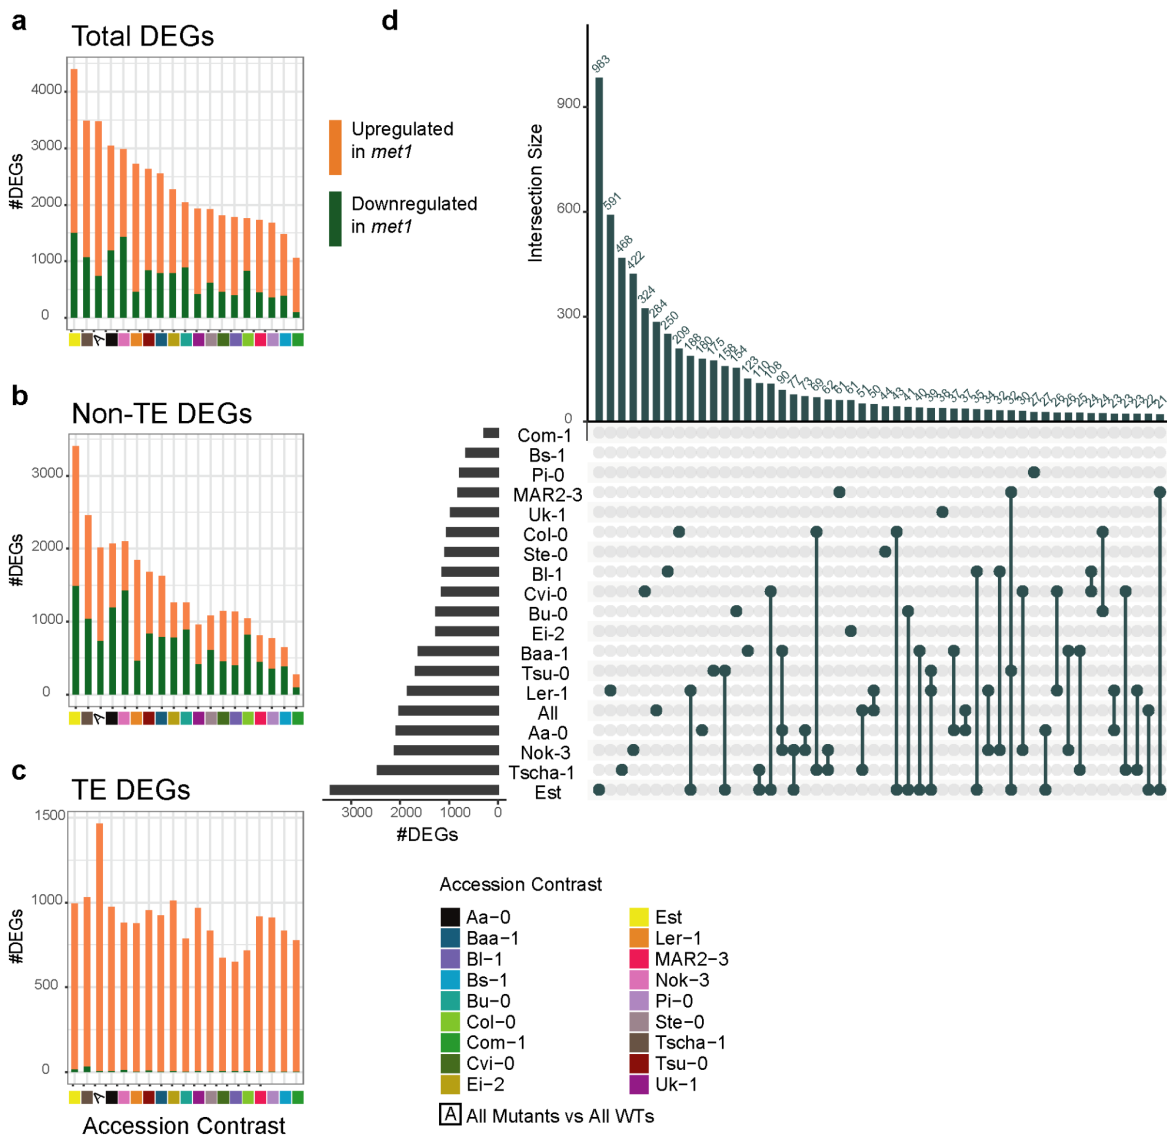 a
Total DEGs
4000
3000
2000
1000
0
#DEGs
A
Upregulated
in met1
Downregulated
in met1
b
Non-TE DEGs
3000
2000
1000
0
#DEGs
A
c
TE DEGs
1500
1000
500
0
#DEGs
A
Accession Contrast
d
Intersection Size
900
600
300
0
983 591 468 422 324 284 250 209 188 180 175 158 154 123 110 108 90 77 73 69 62 61 61 51 50 44 43 41 40 39 38 37 37 35 34 32 32 30 27 27 26 26 25 24 24 23 23 23 22 21
Com-1
Bs-1
Pi-0
MAR2-3
Uk-1
Col-0
Ste-0
Bl-1
Cvi-0
Bu-0
Ei-2
Baa-1
Tsu-0
Ler-1
All
Aa-0
Nok-3
Tscha-1
Est
3000 2000 1000 0
#DEGs
Accession Contrast
Aa−0
Baa−1
Bl−1
Bs−1
Bu−0
Col−0
Com−1
Cvi−0
Ei−2
Est
Ler−1
MAR2−3
Nok−3
Pi−0
Ste−0
Tscha−1
Tsu−0
Uk−1
A All Mutants vs All WTs